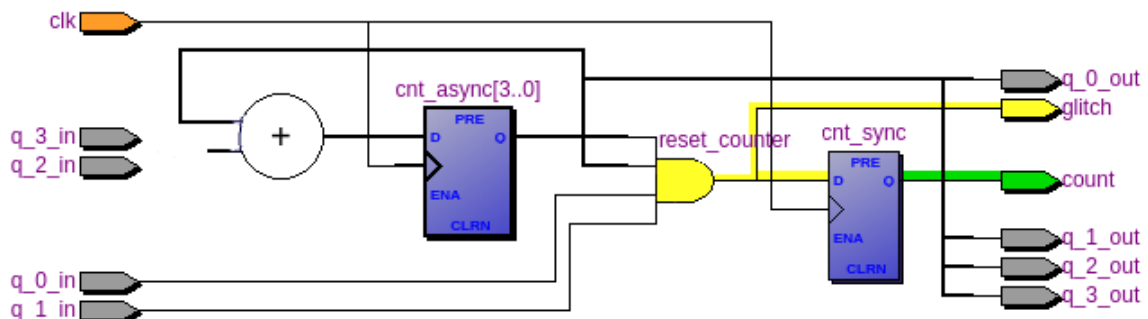 clk
q_3_in
q_2_in
q_0_in
q_1_in
+
cnt_async[3..0]
PRE
D Q
ENA
CLRN
reset_counter
cnt_sync
PRE
D Q
ENA
CLRN
q_0_out
glitch
count
q_1_out
q_2_out
q_3_out